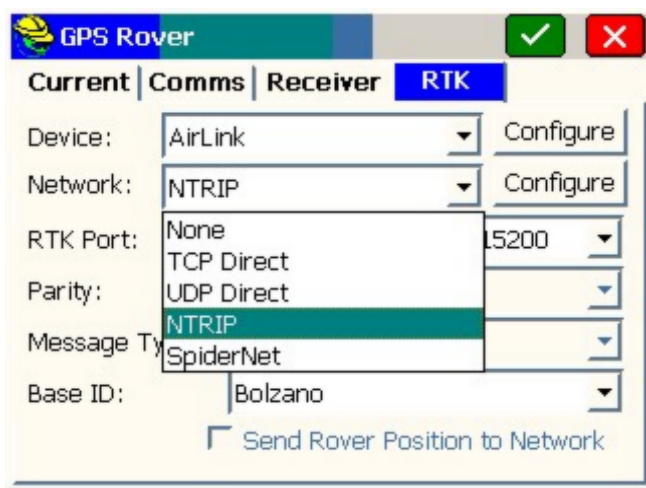 GPS Rover
Current Comms Receiver RTK
Device: AirLink Configure
Network: NTRIP Configure
RTK Port: 15200
None
TCP Direct
Parity:
UDP Direct
NTRIP
Message Ty
SpiderNet
Base ID: Bolzano
Send Rover Position to Network